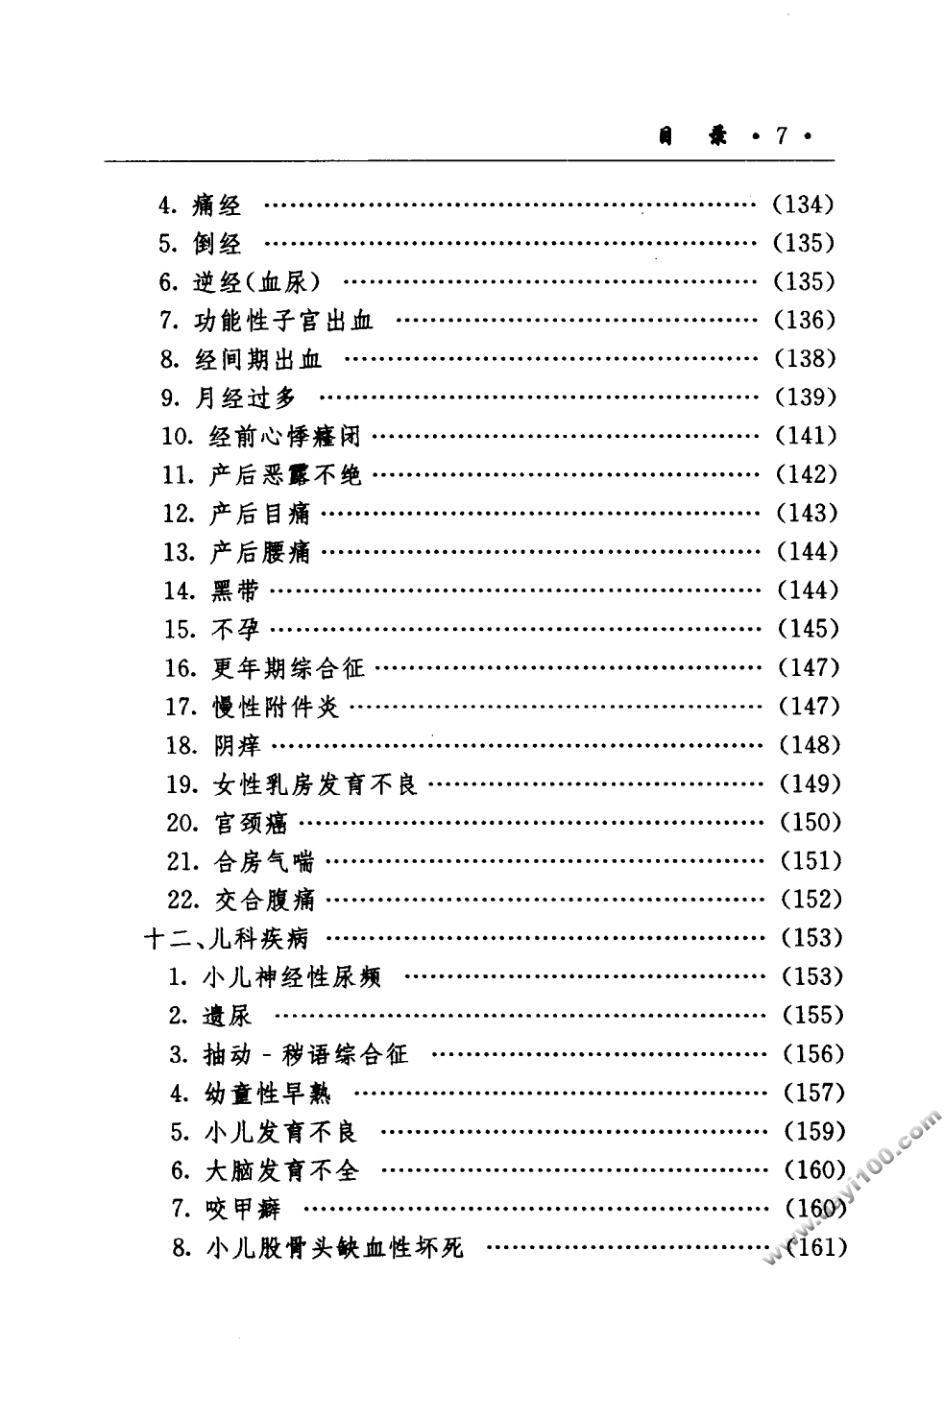 目 录 · 7 ·
4. 痛经 …………………………………………………… (134)
5. 倒经 …………………………………………………… (135)
6. 逆经(血尿) …………………………………………… (135)
7. 功能性子宫出血 ……………………………………… (136)
8. 经间期出血 …………………………………………… (138)
9. 月经过多 ……………………………………………… (139)
10. 经前心悸癃闭 ………………………………………… (141)
11. 产后恶露不绝 ………………………………………… (142)
12. 产后目痛 ……………………………………………… (143)
13. 产后腰痛 ……………………………………………… (144)
14. 黑带 …………………………………………………… (144)
15. 不孕 …………………………………………………… (145)
16. 更年期综合征 ………………………………………… (147)
17. 慢性附件炎 …………………………………………… (147)
18. 阴痒 …………………………………………………… (148)
19. 女性乳房发育不良 …………………………………… (149)
20. 宫颈癌 ………………………………………………… (150)
21. 合房气喘 ……………………………………………… (151)
22. 交合腹痛 ……………………………………………… (152)
十二、儿科疾病 ……………………………………………… (153)
1. 小儿神经性尿频 ……………………………………… (153)
2. 遗尿 …………………………………………………… (155)
3. 抽动 - 秽语综合征 …………………………………… (156)
4. 幼童性早熟 …………………………………………… (157)
5. 小儿发育不良 ………………………………………… (159)
6. 大脑发育不全 ………………………………………… (160)
7. 咬甲癖 ………………………………………………… (160)
8. 小儿股骨头缺血性坏死 ……………………………… (161)